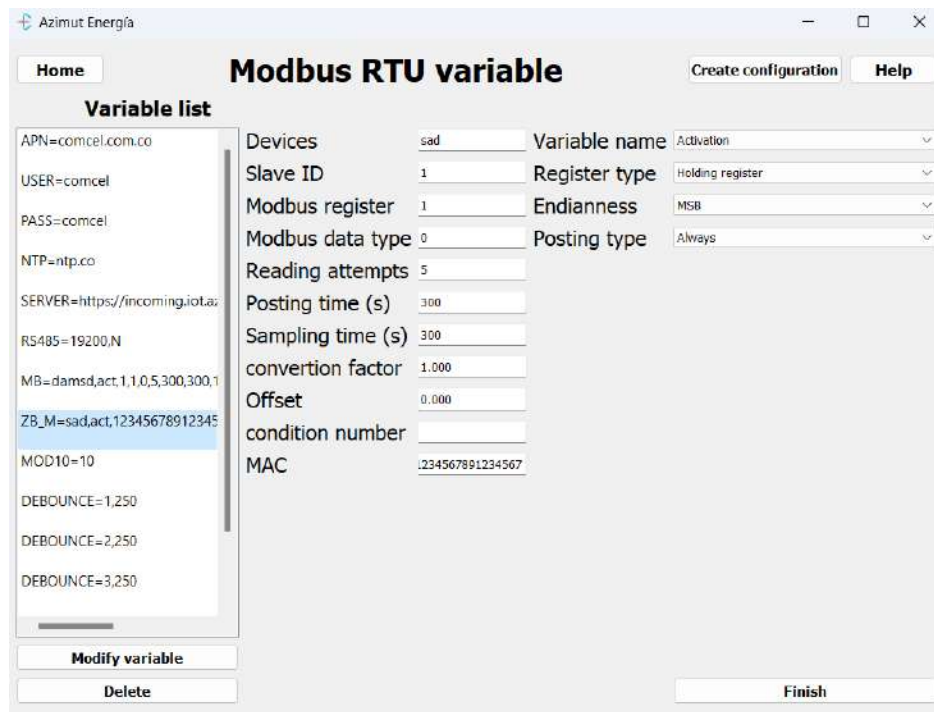 Azimut Energía
Home
Modbus RTU variable
Create configuration
Help
Variable list
APN=comcel.com.co
USER=comcel
PASS=comcel
NTP=ntp.co
SERVER=https://incoming.iot.az
RS485=19200,N
MB=damsd,act,1,1,0,5,300,300,1
ZB_M=sad,act,12345678912345
MOD10=10
DEBOUNCE=1,250
DEBOUNCE=2,250
DEBOUNCE=3,250
Modify variable
Delete
Devices sad
Slave ID 1
Modbus register 1
Modbus data type 0
Reading attempts 5
Posting time (s) 300
Sampling time (s) 300
convertion factor 1.000
Offset 0.000
condition number
MAC 1234567891234567
Variable name Activation
Register type Holding register
Endianness MSB
Posting type Always
Finish